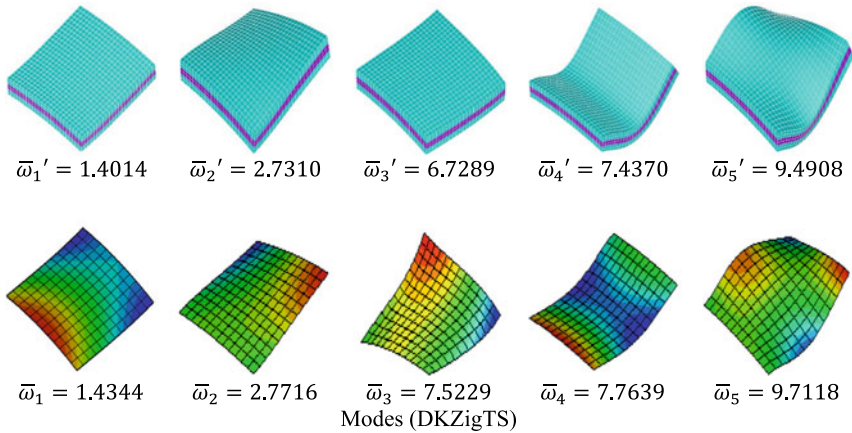 ω̅₁′ = 1.4014 ω̅₂′ = 2.7310 ω̅₃′ = 6.7289 ω̅₄′ = 7.4370 ω̅₅′ = 9.4908
ω̅₁ = 1.4344 ω̅₂ = 2.7716 ω̅₃ = 7.5229 ω̅₄ = 7.7639 ω̅₅ = 9.7118
Modes (DKZigTS)